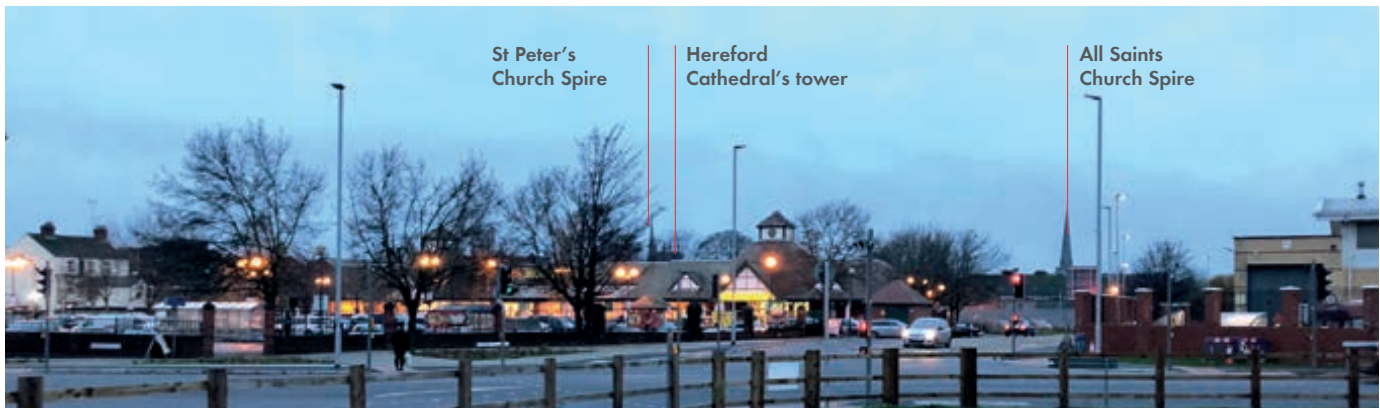 St Peter's
Church Spire
Hereford
Cathedral's tower
All Saints
Church Spire